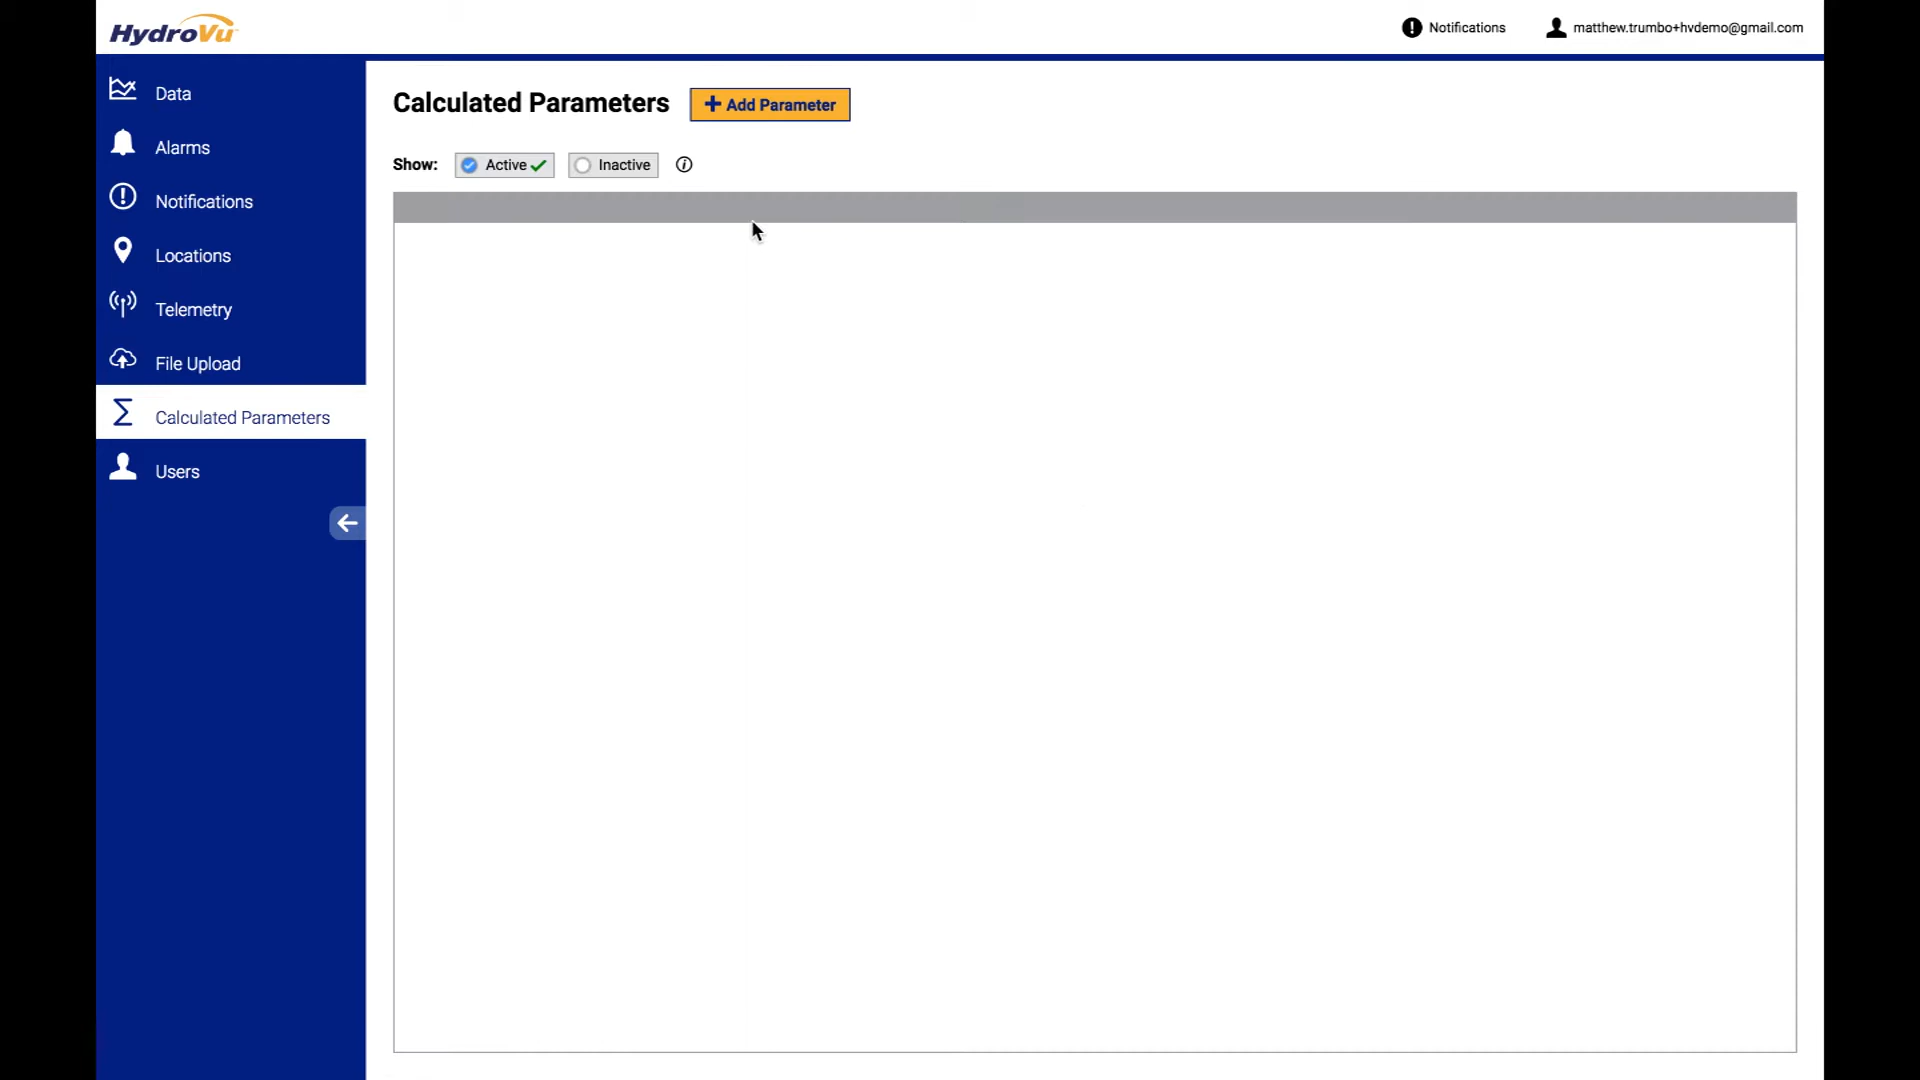 HydroVu
Notifications
matthew.trumbo+hvdemo@gmail.com
Data
Alarms
Notifications
Locations
Telemetry
File Upload
Calculated Parameters
Users
Calculated Parameters
+ Add Parameter
Show:
Active
Inactive